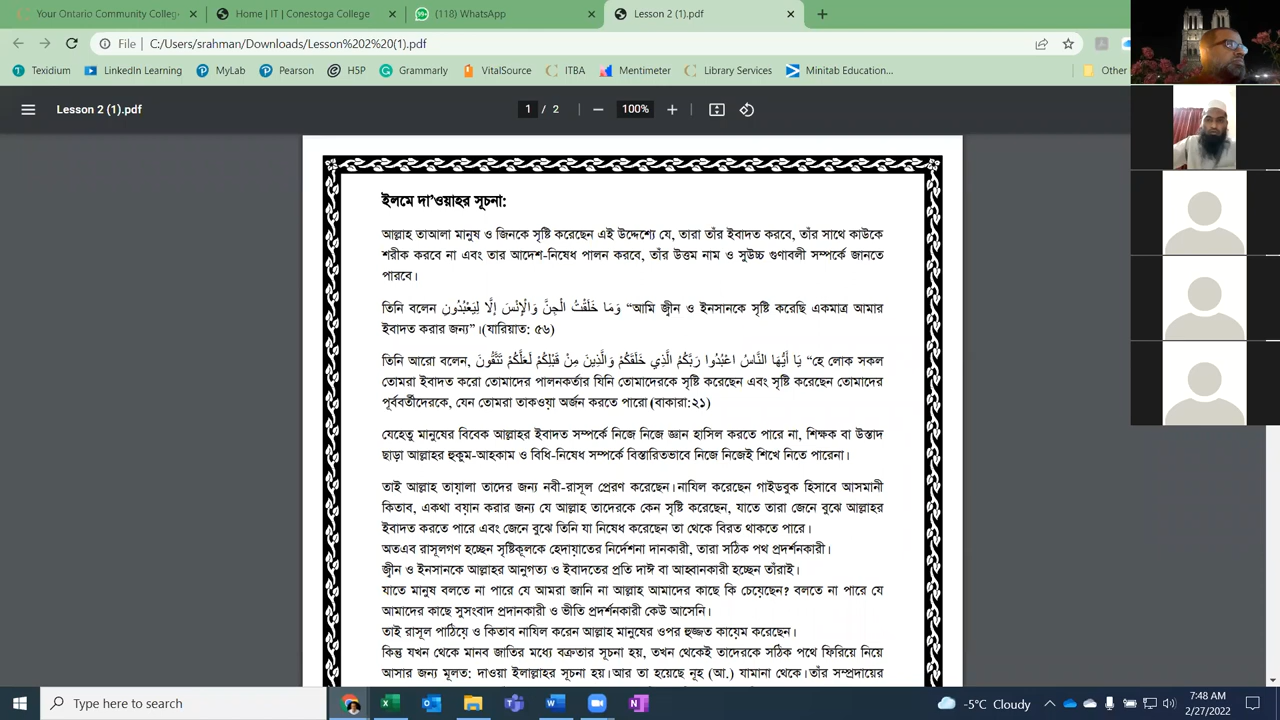 Your Ontario Community Colleg
Home | IT | Conestoga College
(118) WhatsApp
Lesson 2 (1).pdf
File | C:/Users/srahman/Downloads/Lesson%202%20(1).pdf
Texidium LinkedIn Learning MyLab Pearson H5P Grammarly VitalSource ITBA Mentimeter Library Services Minitab Education... Other
Lesson 2 (1).pdf
1 / 2
100%
ইলমে দা'ওয়াহর সূচনা:
আল্লাহ তাআলা মানুষ ও জিনকে সৃষ্টি করেছেন এই উদ্দেশ্যে যে, তারা তাঁর ইবাদত করবে, তাঁর সাথে কাউকে
শরীক করবে না এবং তার আদেশ-নিষেধ পালন করবে, তাঁর উত্তম নাম ও সুউচ্চ গুণাবলী সম্পর্কে জানতে
পারবে।
তিনি বলেন وَمَا خَلَقْتُ الْجِنَّ وَالْإِنْسَ إِلَّا لِيَعْبُدُونِ “আমি জ্বীন ও ইনসানকে সৃষ্টি করেছি একমাত্র আমার
ইবাদত করার জন্য”। (যারিয়াত: ৫৬)
তিনি আরো বলেন, يَا أَيُّهَا النَّاسُ اعْبُدُوا رَبَّكُمُ الَّذِي خَلَقَكُمْ وَالَّذِينَ مِنْ قَبْلِكُمْ لَعَلَّكُمْ تَتَّقُونَ “হে লোক সকল
তোমরা ইবাদত করো তোমাদের পালনকর্তার যিনি তোমাদেরকে সৃষ্টি করেছেন এবং সৃষ্টি করেছেন তোমাদের
পূর্ববর্তীদেরকে, যেন তোমরা তাকওয়া অর্জন করতে পারো (বাকারা:২১)
যেহেতু মানুষের বিবেক আল্লাহর ইবাদত সম্পর্কে নিজে নিজে জ্ঞান হাসিল করতে পারে না, শিক্ষক বা উস্তাদ
ছাড়া আল্লাহর হুকুম-আহকাম ও বিধি-নিষেধ সম্পর্কে বিস্তারিতভাবে নিজে নিজেই শিখে নিতে পারেনা।
তাই আল্লাহ তায়ালা তাদের জন্য নবী-রাসূল প্রেরণ করেছেন। নাযিল করেছেন গাইডবুক হিসাবে আসমানী
কিতাব, একথা বয়ান করার জন্য যে আল্লাহ তাদেরকে কেন সৃষ্টি করেছেন, যাতে তারা জেনে বুঝে আল্লাহর
ইবাদত করতে পারে এবং জেনে বুঝে তিনি যা নিষেধ করেছেন তা থেকে বিরত থাকতে পারে।
অতএব রাসূলগণ হচ্ছেন সৃষ্টিকূলকে হেদায়াতের নির্দেশনা দানকারী, তারা সঠিক পথ প্রদর্শনকারী।
জ্বীন ও ইনসানকে আল্লাহর আনুগত্য ও ইবাদতের প্রতি দাঈ বা আহ্বানকারী হচ্ছেন তাঁরাই।
যাতে মানুষ বলতে না পারে যে আমরা জানি না আল্লাহ আমাদের কাছে কি চেয়েছেন? বলতে না পারে যে
আমাদের কাছে সুসংবাদ প্রদানকারী ও ভীতি প্রদর্শনকারী কেউ আসেনি।
তাই রাসূল পাঠিয়ে ও কিতাব নাযিল করেন আল্লাহ মানুষের ওপর হুজ্জত কায়েম করেছেন।
কিন্তু যখন থেকে মানব জাতির মধ্যে বক্রতার সূচনা হয়, তখন থেকেই তাদেরকে সঠিক পথে ফিরিয়ে নিয়ে
আসার জন্য মূলত: দাওয়া ইলাল্লাহর সূচনা হয়। আর তা হয়েছে নূহ (আ.) যামানা থেকে। তাঁর সম্প্রদায়ের
Type here to search
-5°C Cloudy
7:48 AM
2/27/2022